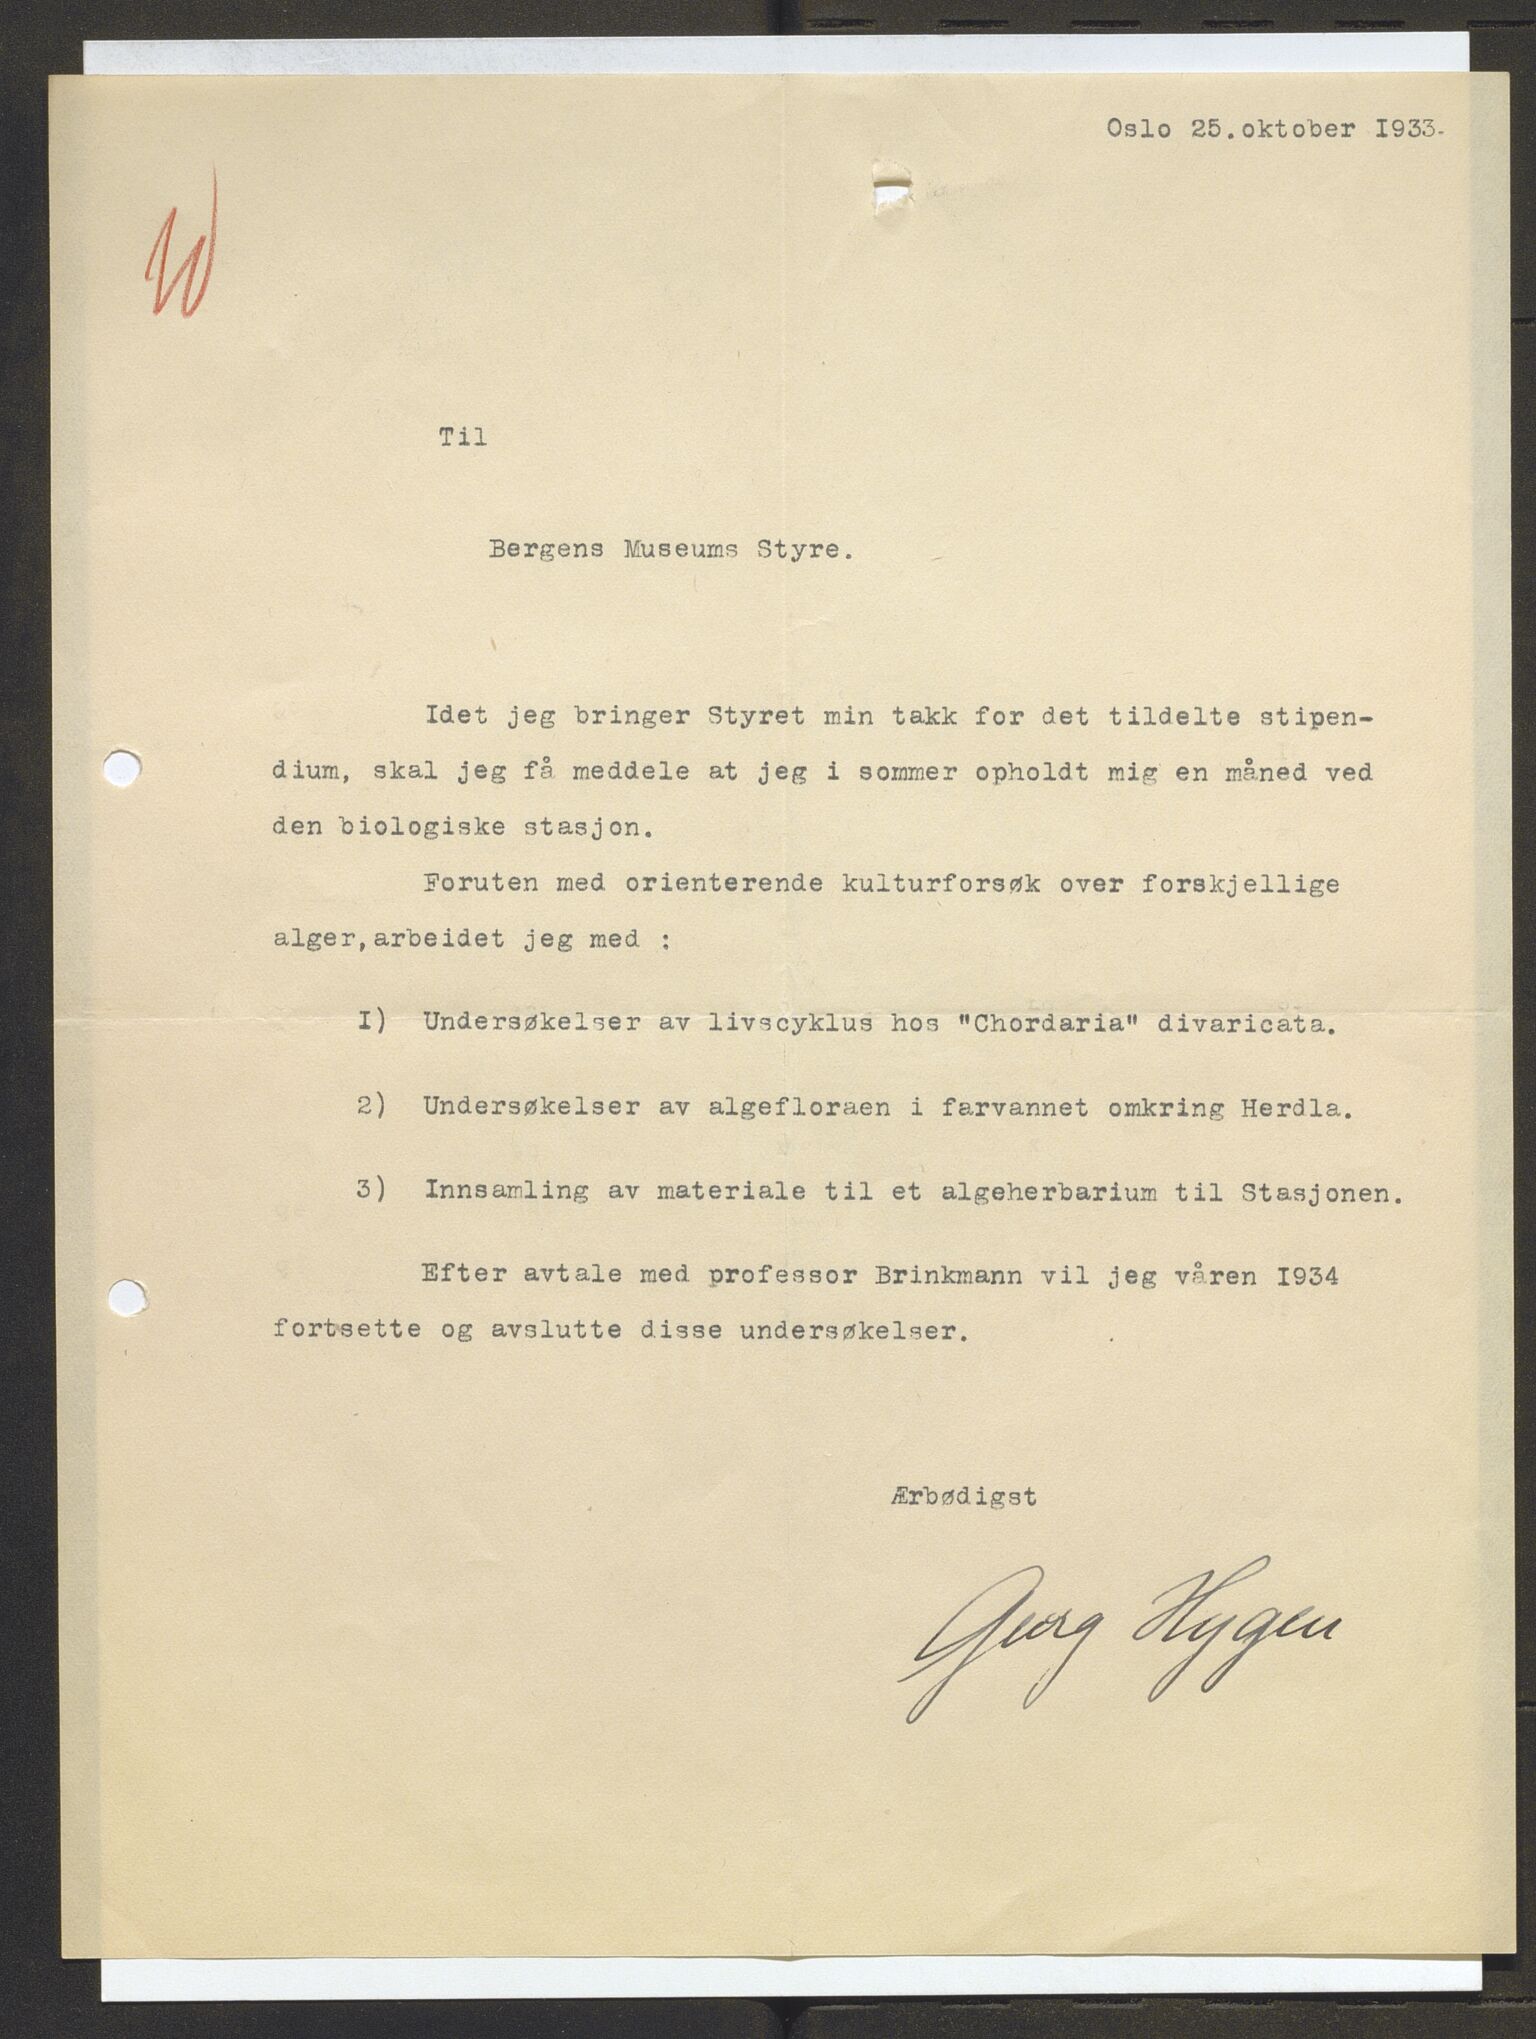 Oslo 25.oktober I933.
Til
Bergens Museums Styre.
Idet jeg bringer Styret min takk for det tildelte stipen-
dium, skal jeg få meddele at jeg i sommer opholdt mig en måned ved
den biologiske stasjon.
Foruten med orienterende kulturforsøk over forskjellige
alger,arbeidet jeg med :
I) Undersøkelser av livscyklus hos "Chordaria" divaricata.
2) Undersøkelser av algefloraen i farvannet omkring Herdla.
3) Innsamling av materiale til et algeherbarium til Stasjonen.
Efter avtale med professor Brinkmann vil jeg våren I934
fortsette og avslutte disse undersøkelser.
Ærbødigst
Georg Hygen